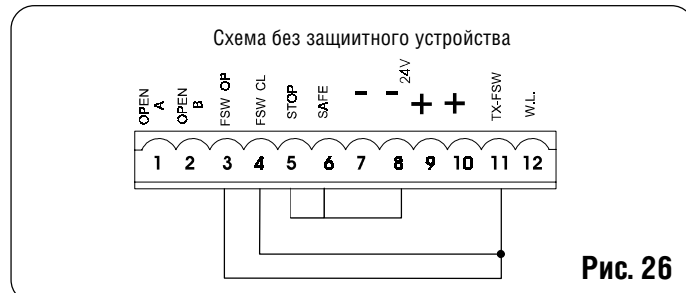 Схема без защиитного устройства
OPEN A
OPEN B
FSW OP
FSW CL
STOP
SAFE
-
-
24V
+
+
TX-FSW
W.L.
1 2 3 4 5 6 7 8 9 10 11 12
Рис. 26